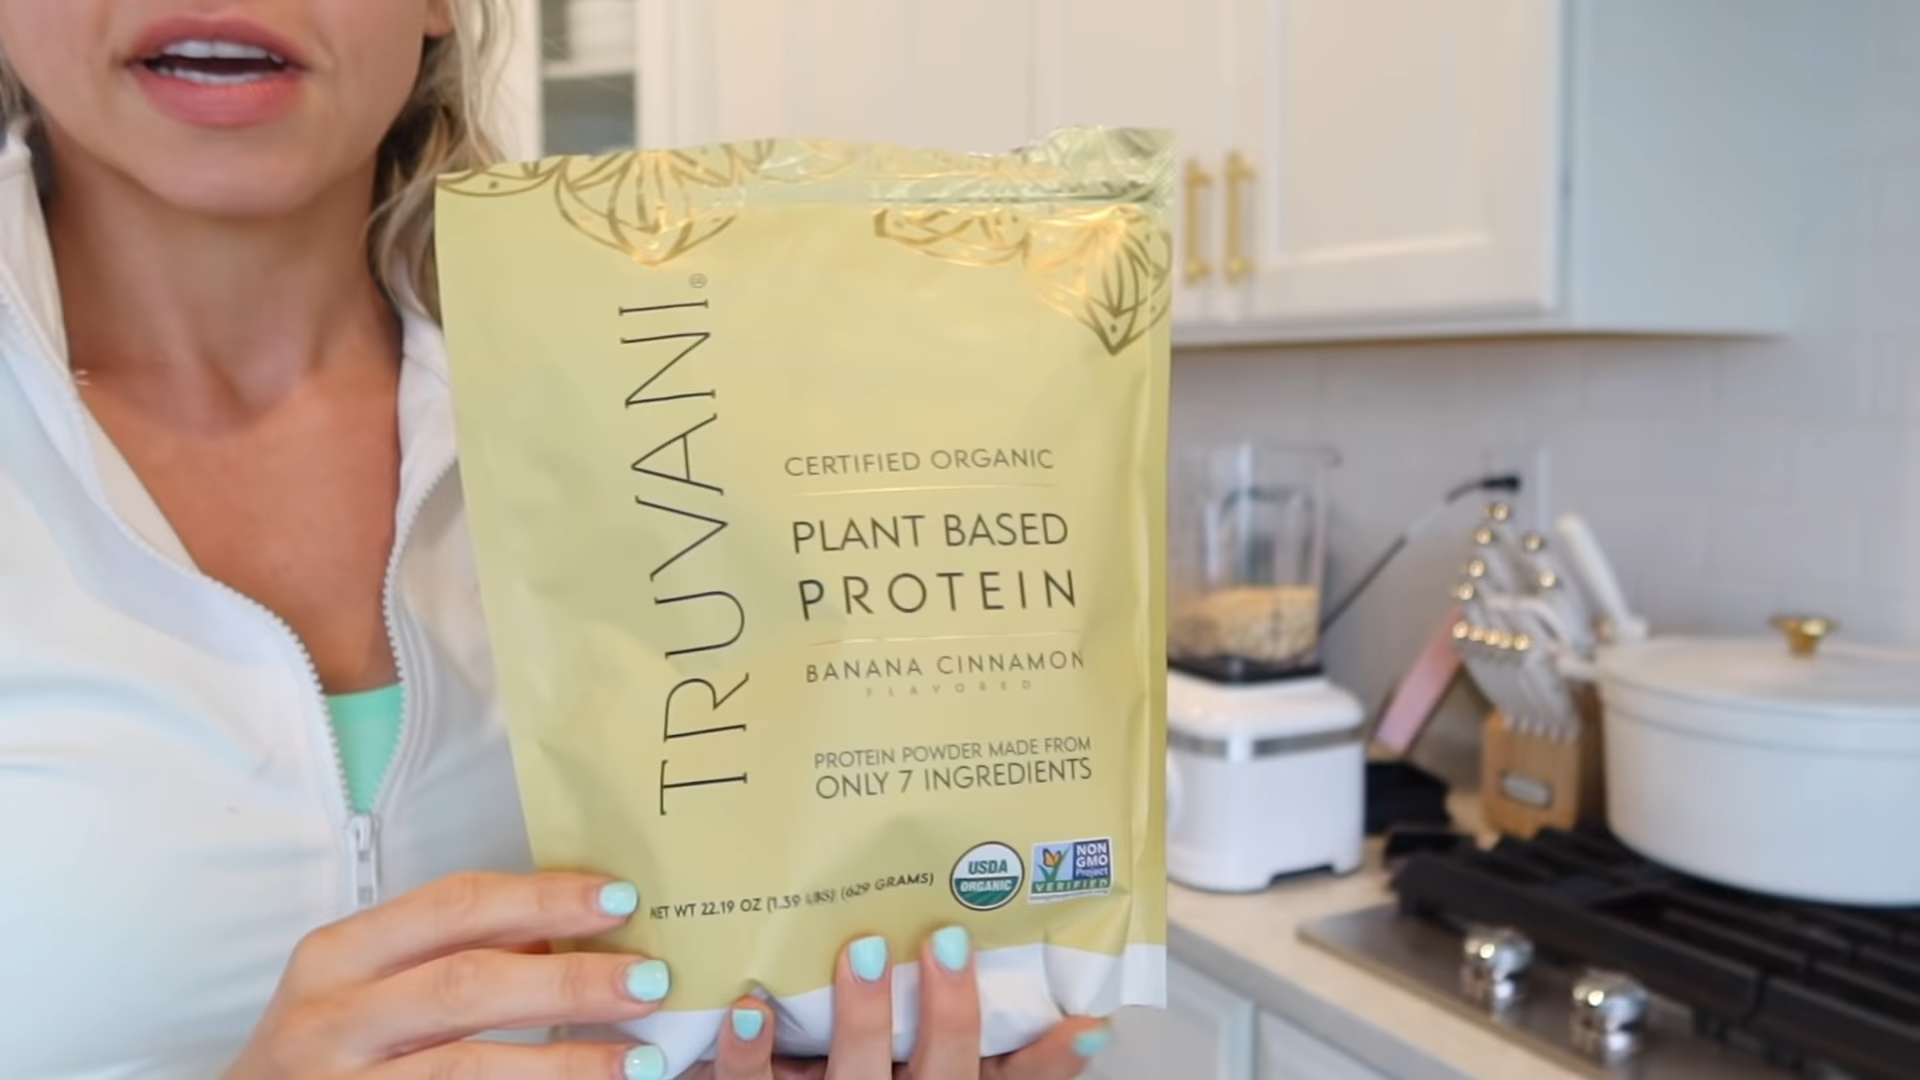 TRUVANI®
CERTIFIED ORGANIC
PLANT BASED
PROTEIN
BANANA CINNAMON
FLAVORED
PROTEIN POWDER MADE FROM
ONLY 7 INGREDIENTS
NET WT 22.19 OZ (1.39 LBS) (629 GRAMS)
USDA
ORGANIC
NON
GMO
Project
VERIFIED